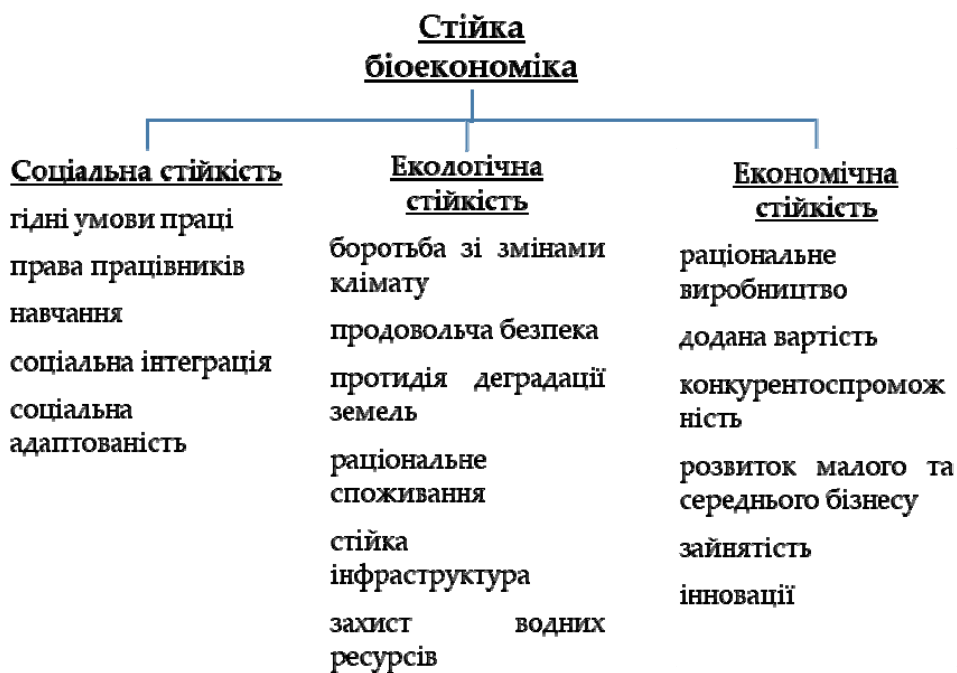 Стійка
біоекономіка
Соціальна стійкість
гідні умови праці
права працівників
навчання
соціальна інтеграція
соціальна
адаптованість
Екологічна
стійкість
боротьба зі змінами
клімату
продовольча безпека
протидія деградації
земель
раціональне
споживання
стійка
інфраструктура
захист водних
ресурсів
Економічна
стійкість
раціональне
виробництво
додана вартість
конкурентоспромож
ність
розвиток малого та
середнього бізнесу
зайнятість
інновації